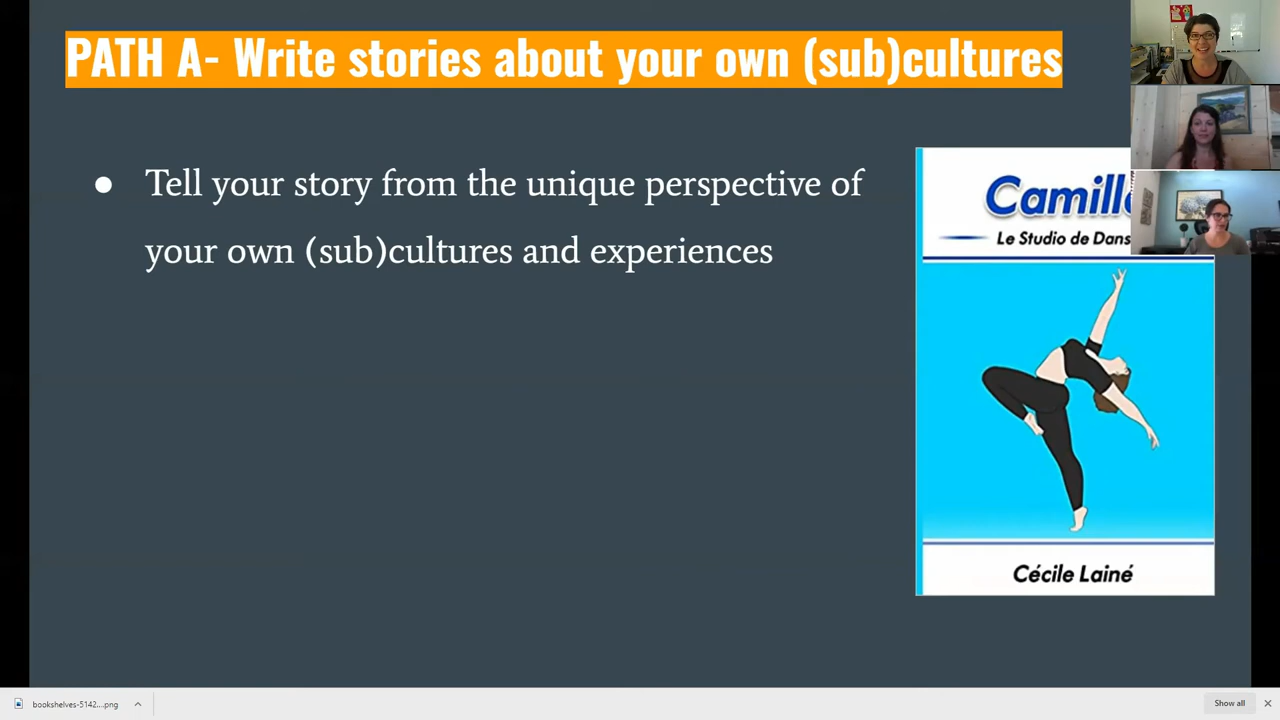 PATH A- Write stories about your own (sub)cultures
● Tell your story from the unique perspective of
your own (sub)cultures and experiences
Camill
Le Studio de Dans
Cécile Lainé
bookshelves-5142....png
Show all